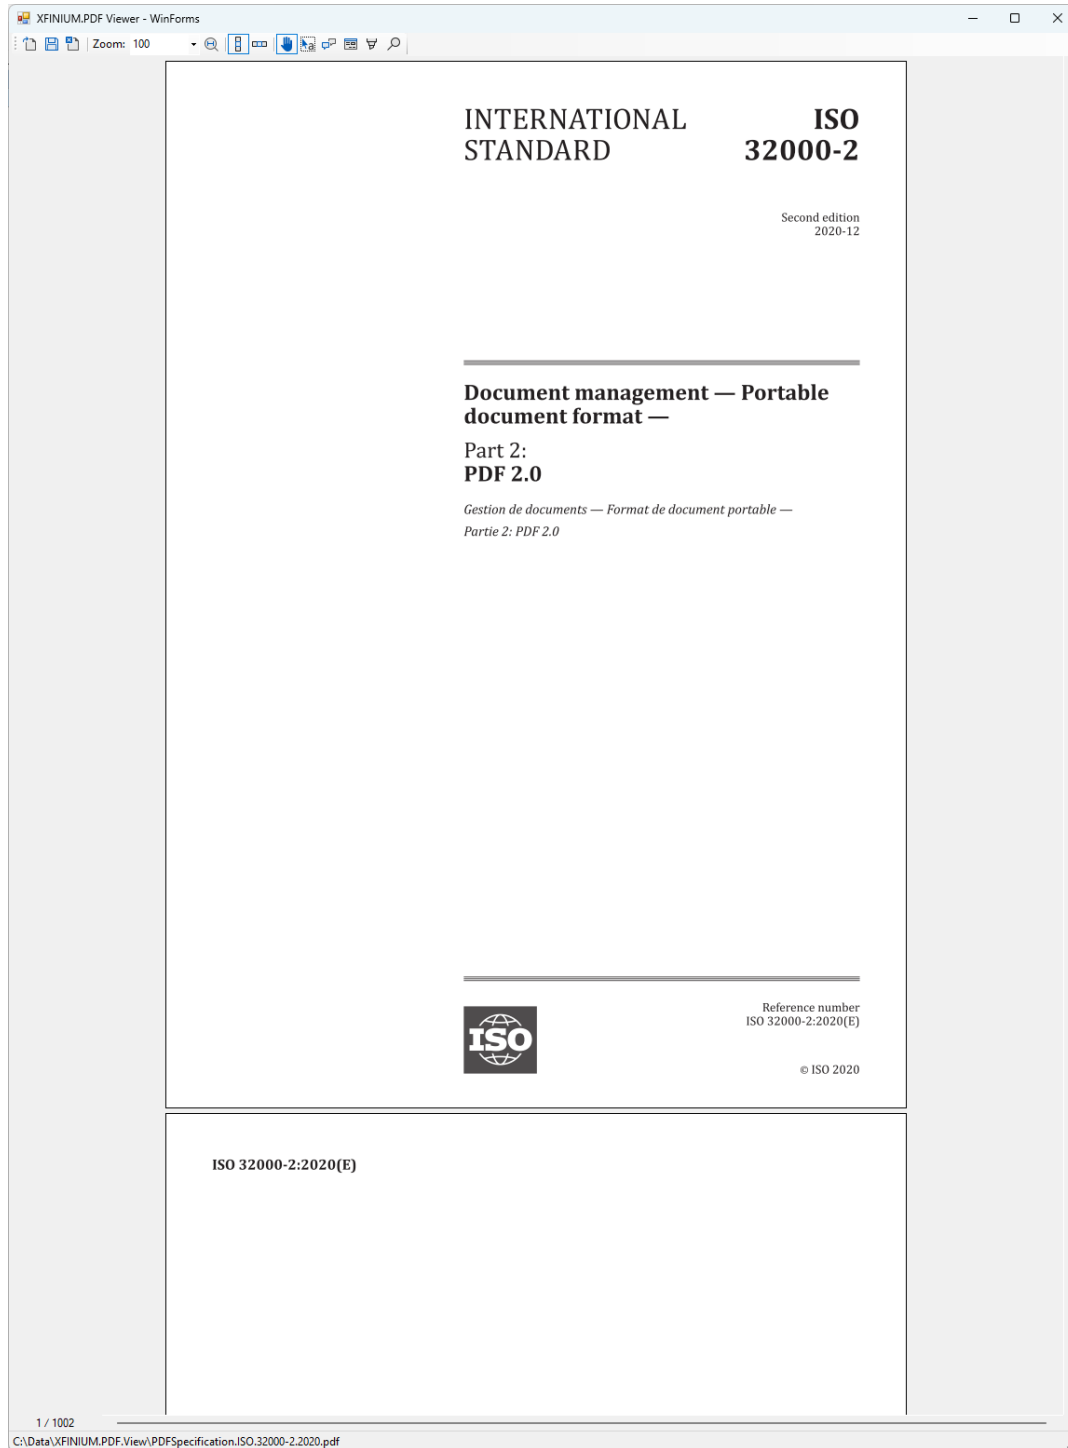 XFINIUM.PDF Viewer - WinForms
Zoom: 100
INTERNATIONAL STANDARD
ISO 32000-2
Second edition
2020-12
Document management — Portable
document format —
Part 2:
PDF 2.0
Gestion de documents — Format de document portable —
Partie 2: PDF 2.0
ISO
Reference number
ISO 32000-2:2020(E)
© ISO 2020
ISO 32000-2:2020(E)
1 / 1002
C:\Data\XFINIUM.PDF.View\PDFSpecification.ISO.32000-2.2020.pdf